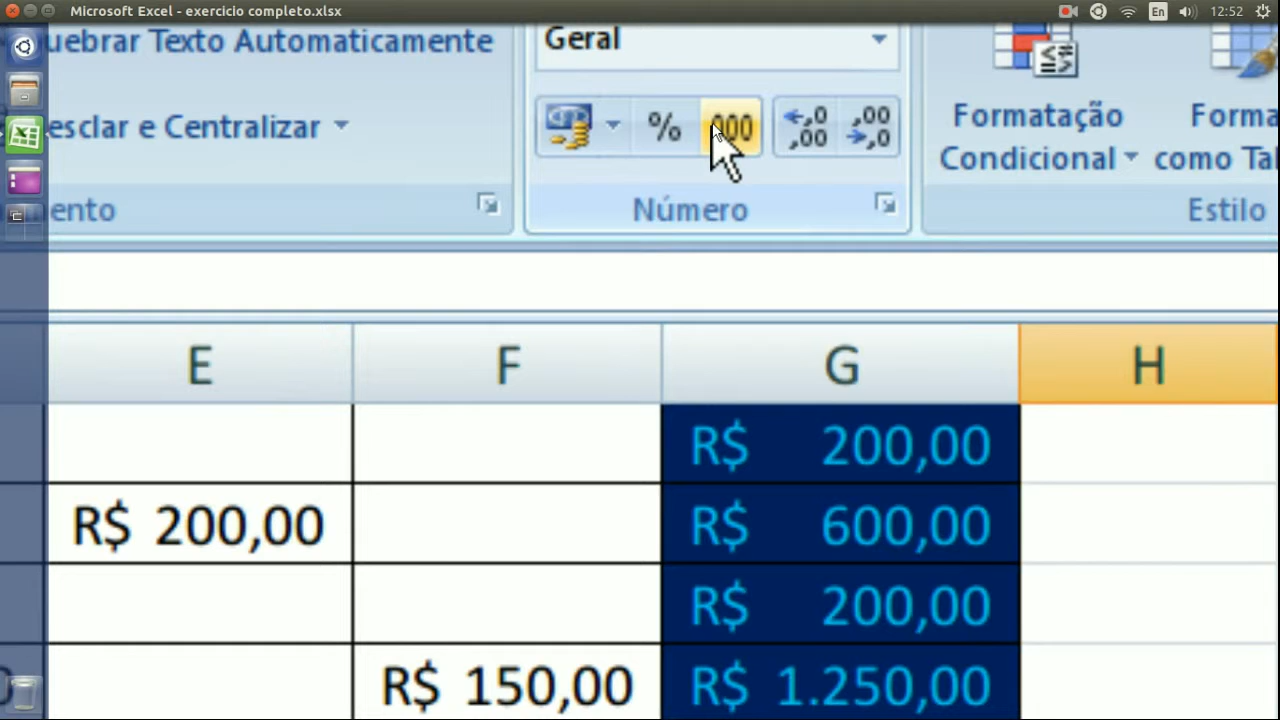 Microsoft Excel - exercicio completo.xlsx
En 12:52
uebrar Texto Automaticamente
Geral
esclar e Centralizar
% 000 ,0 ,00 ,00 ,0
Formatação Forma
Condicional como Tal
ento
Número
Estilo
E F G H
R$ 200,00
R$ 200,00 R$ 600,00
R$ 200,00
0 R$ 150,00 R$ 1.250,00